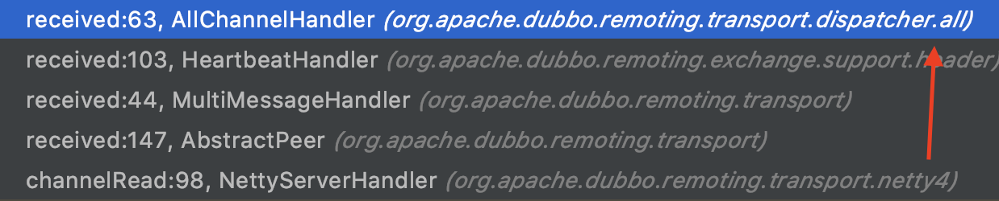 received:63, AllChannelHandler (org.apache.dubbo.remoting.transport.dispatcher.all)
received:103, HeartbeatHandler (org.apache.dubbo.remoting.exchange.support.header)
received:44, MultiMessageHandler (org.apache.dubbo.remoting.transport)
received:147, AbstractPeer (org.apache.dubbo.remoting.transport)
channelRead:98, NettyServerHandler (org.apache.dubbo.remoting.transport.netty4)